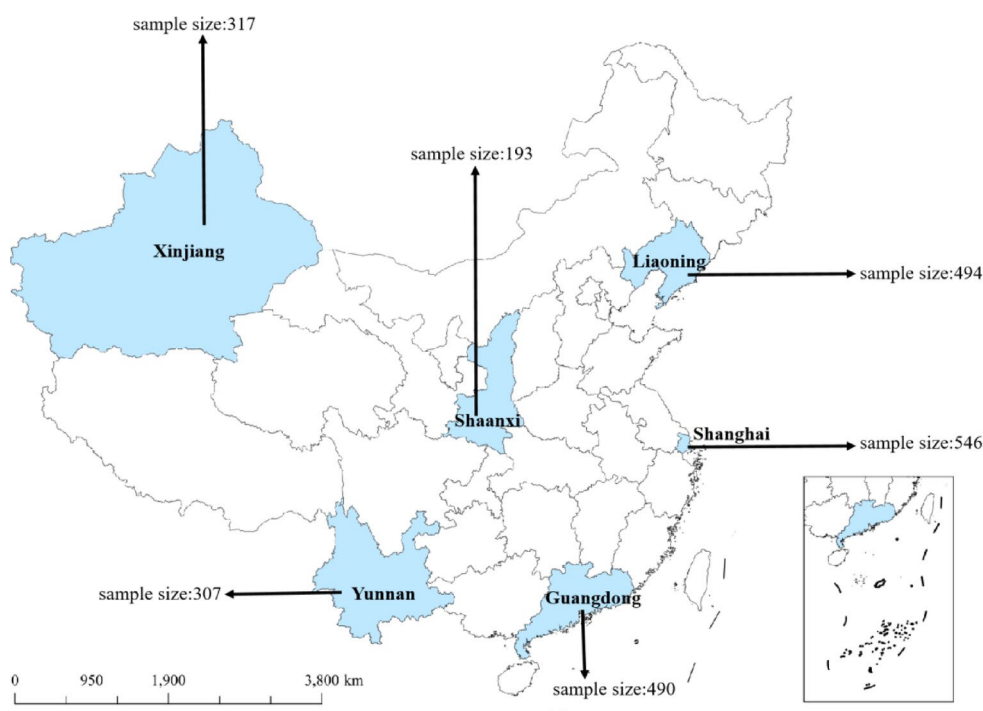 sample size:317
sample size:193
Xinjiang
Liaoning
sample size:494
Shaanxi
Shanghai
sample size:546
sample size:307
Yunnan
Guangdong
0 950 1,900 3,800 km
sample size:490